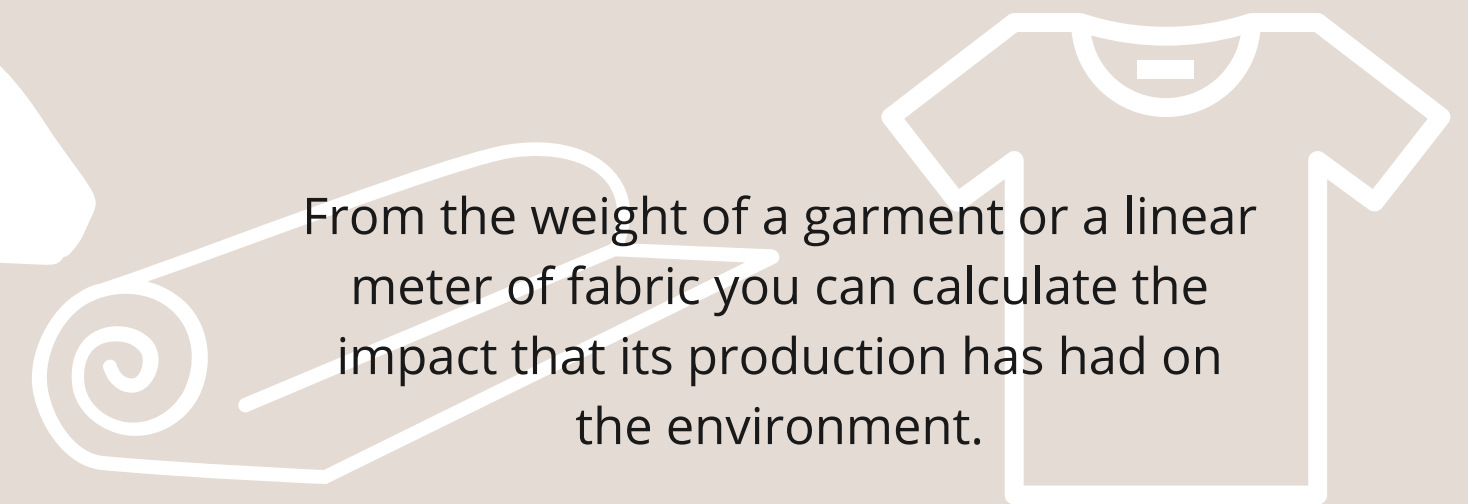 From the weight of a garment or a linear
meter of fabric you can calculate the
impact that its production has had on
the environment.